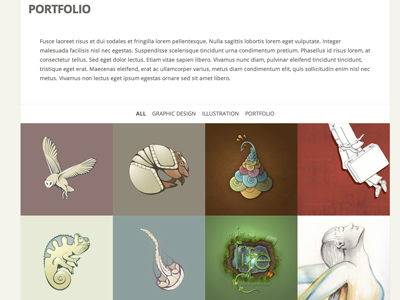 PORTFOLIO
Fusce laoreet risus et dui sodales et fringilla lorem pellentesque. Nulla sagittis lobortis lorem eget vulputate. Integer
malesuada facilisis nisl nec egestas. Suspendisse scelerisque tincidunt urna condimentum pretium. Phasellus id risus lorem, at
consectetur tellus. Sed eget dolor lectus. Etiam vitae sapien libero. Vivamus nunc diam, pulvinar eleifend tincidunt tincidunt,
tristique eget erat. Maecenas eleifend, erat ac ullamcorper varius, metus diam condimentum elit, quis sollicitudin enim nisl nec
metus. Vivamus non lectus eget ipsum egestas ornare sed sit amet libero.
ALL GRAPHIC DESIGN ILLUSTRATION PORTFOLIO